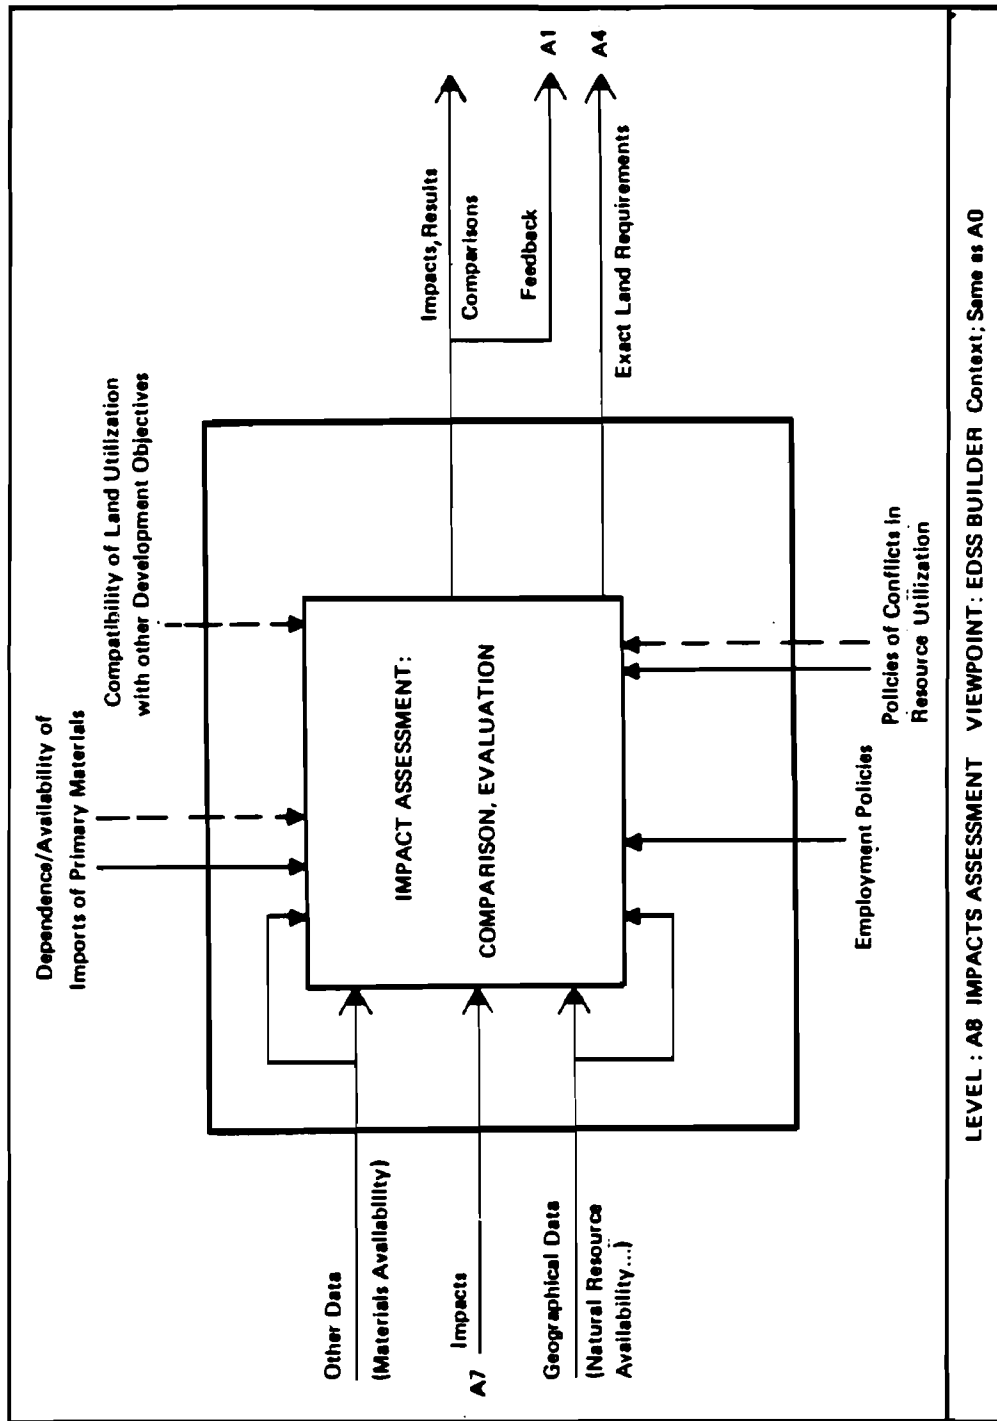 Dependence/Availability of
Imports of Primary Materials
Compatibility of Land Utilization
with other Development Objectives
Other Data
(Materials Availability)
A7
Impacts
Geographical Data
(Natural Resource
Availability...)
IMPACT ASSESSMENT:
COMPARISON, EVALUATION
Impacts,Results
Comparisons
Feedback
A1
Exact Land Requirements
A4
Employment Policies
Policies of Conflicts in
Resource Utilization
LEVEL : A8 IMPACTS ASSESSMENT VIEWPOINT: EDSS BUILDER Context; Same as A0